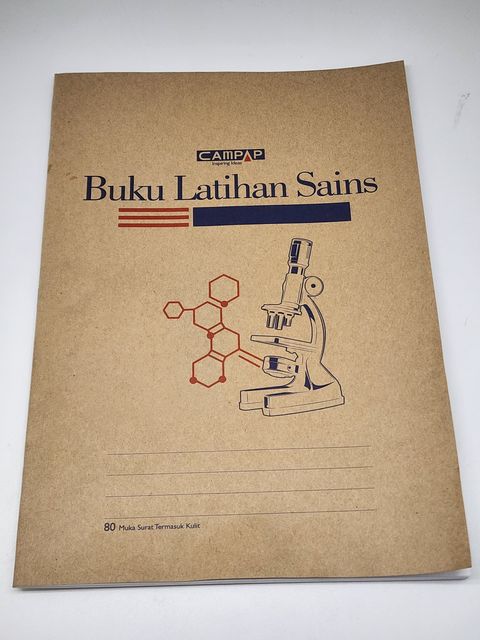 CAMPAP
Inspiring Ideas
Buku Latihan Sains
80 Muka Surat Termasuk Kulit